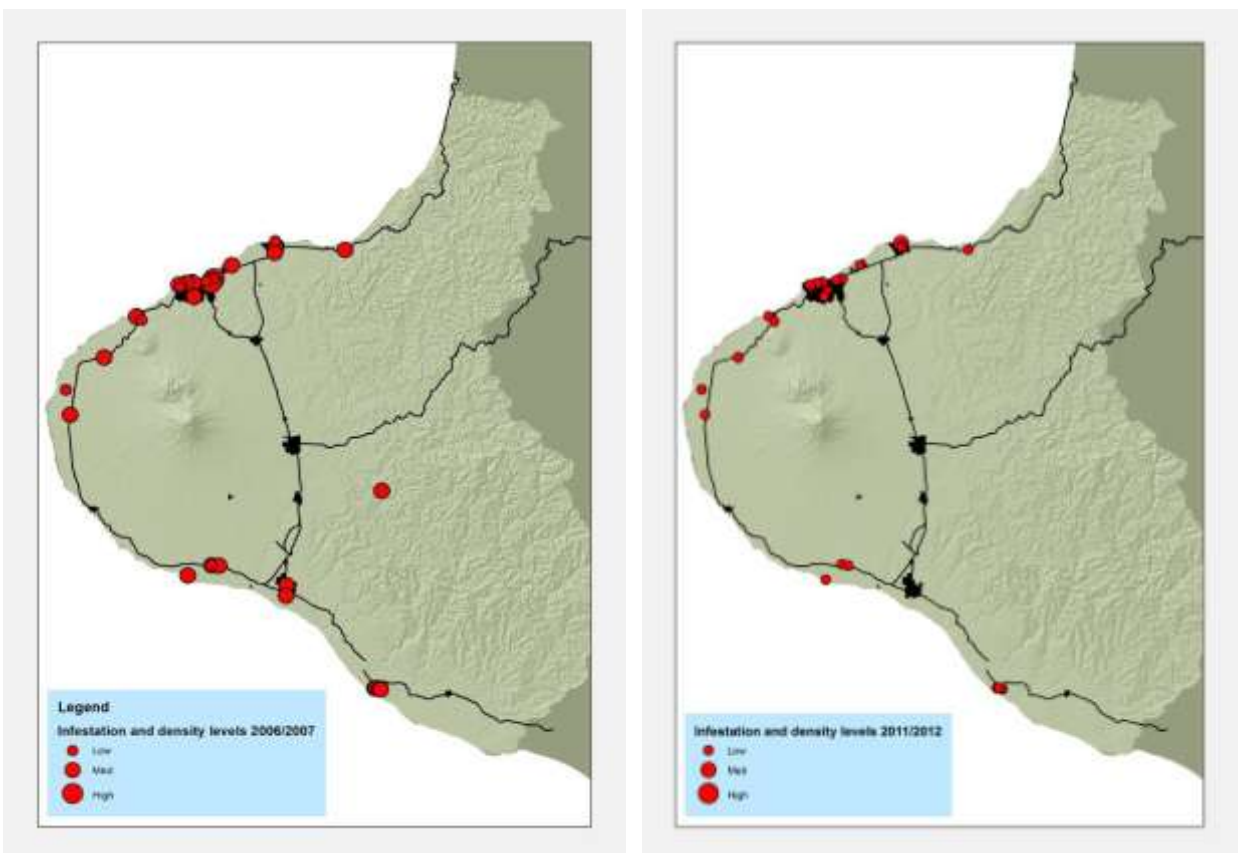 Legend
Infestation and density levels 2006/2007
Low
Med
High
Infestation and density levels 2011/2012
Low
Med
High